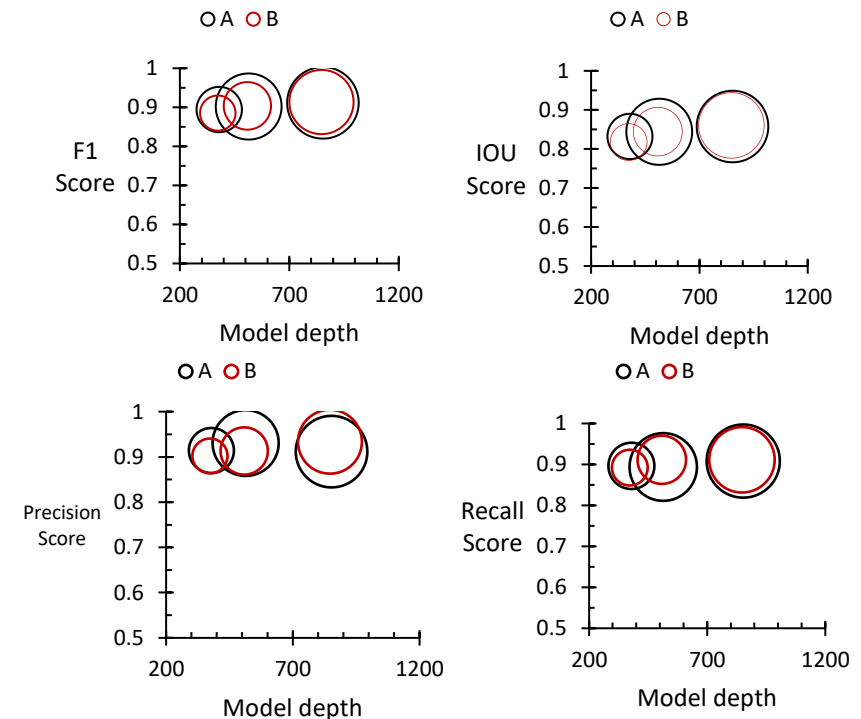 A B
1
0.9
0.8
0.7
0.6
0.5
F1
Score
200 700 1200
Model depth
A B
1
0.9
0.8
0.7
0.6
0.5
IOU
Score
200 700 1200
Model depth
A B
1
0.9
0.8
0.7
0.6
0.5
Precision
Score
200 700 1200
Model depth
A B
1
0.9
0.8
0.7
0.6
0.5
Recall
Score
200 700 1200
Model depth